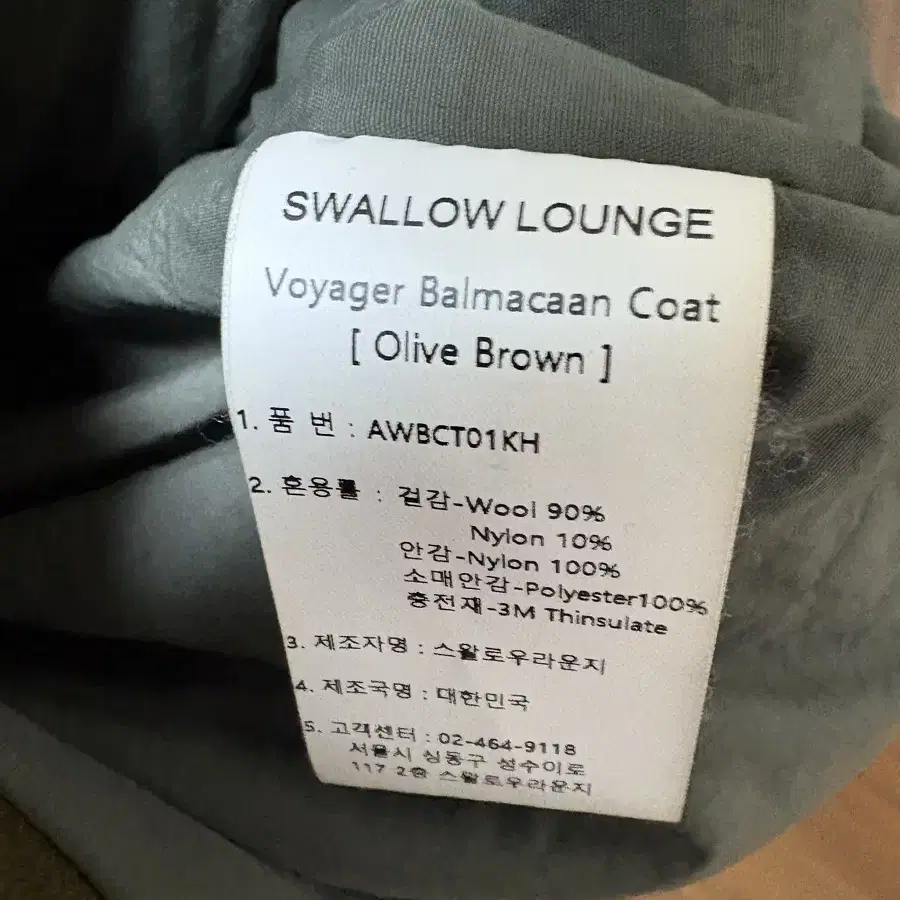 SWALLOW LOUNGE
Voyager Balmacaan Coat
[ Olive Brown ]
1. 품 번 : AWBCT01KH
2. 혼용률 : 겉감-Wool 90%
Nylon 10%
안감-Nylon 100%
소매안감-Polyester100%
충전재-3M Thinsulate
3. 제조자명 : 스왈로우라운지
4. 제조국명 : 대한민국
5. 고객센터 : 02-464-9118
서울시 성동구 성수이로
117 2층 스왈로우라운지